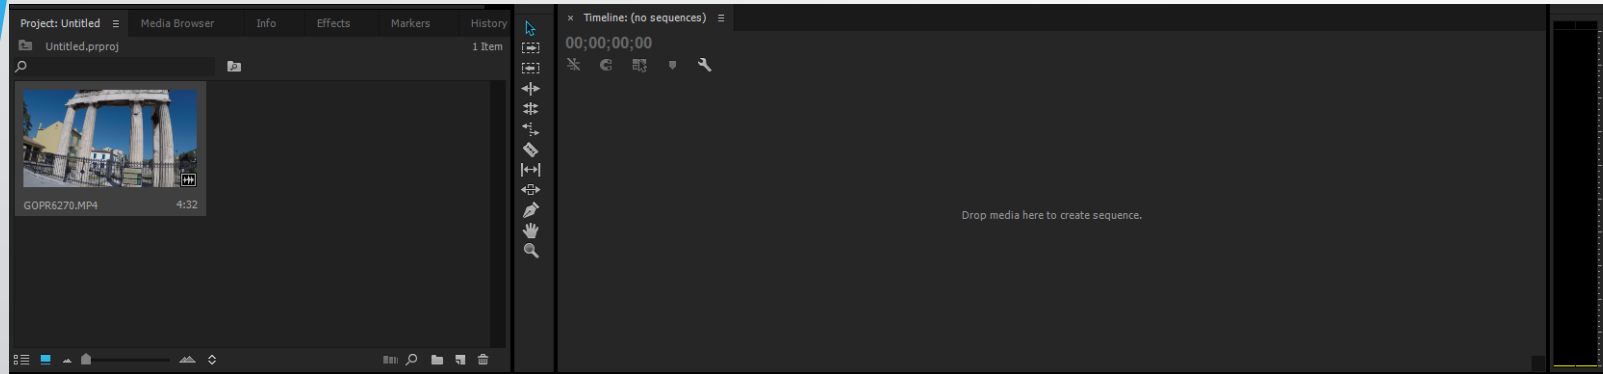 Project: Untitled
Media Browser
Info
Effects
Markers
History
Untitled.prproj
1 Item
GOPR6270.MP4
4:32
Timeline: (no sequences)
00;00;00;00
Drop media here to create sequence.